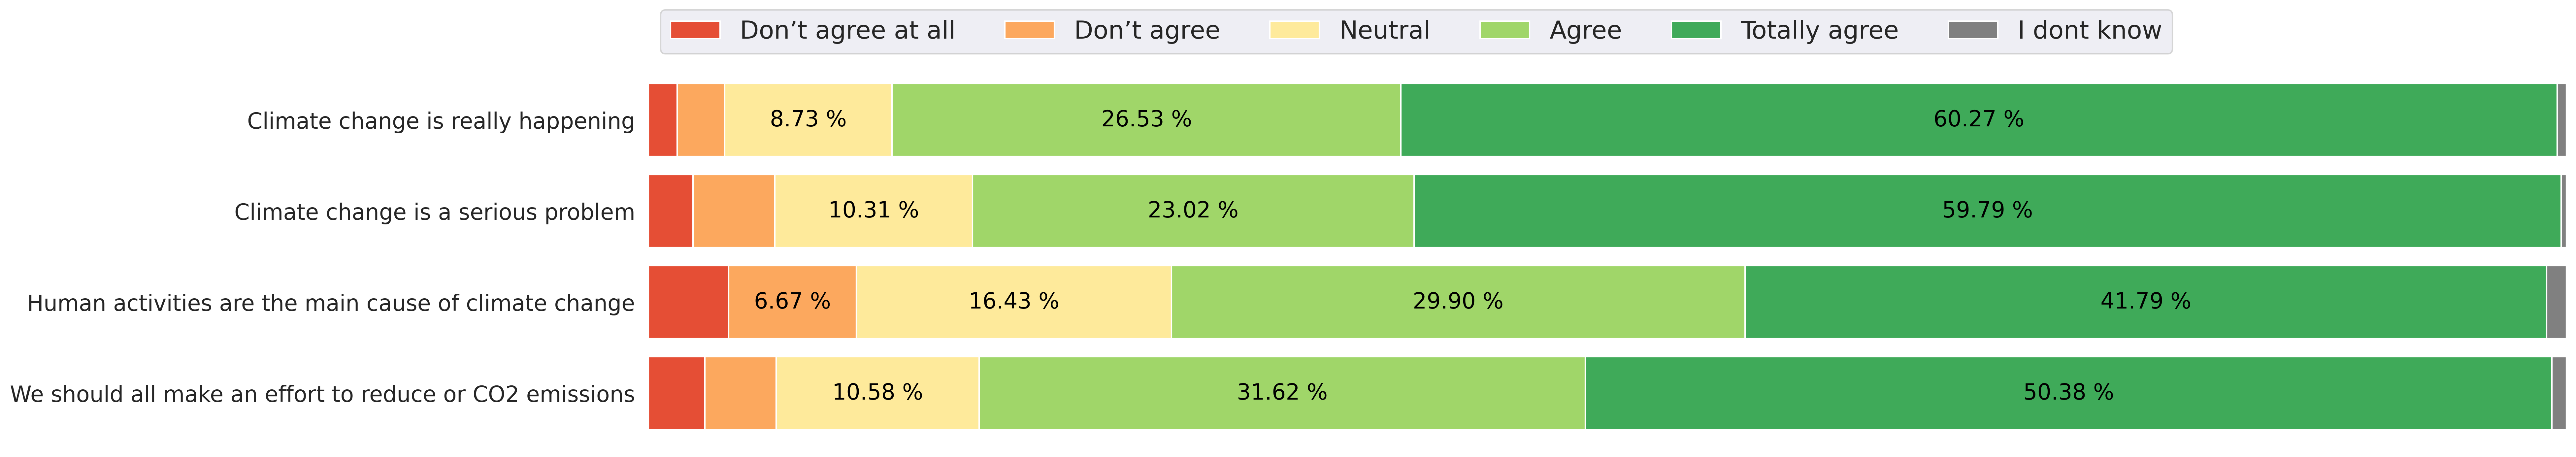 Don’t agree at all Don’t agree Neutral Agree Totally agree I dont know
Climate change is really happening 8.73 % 26.53 % 60.27 %
Climate change is a serious problem 10.31 % 23.02 % 59.79 %
Human activities are the main cause of climate change 6.67 % 16.43 % 29.90 % 41.79 %
We should all make an effort to reduce or CO2 emissions 10.58 % 31.62 % 50.38 %